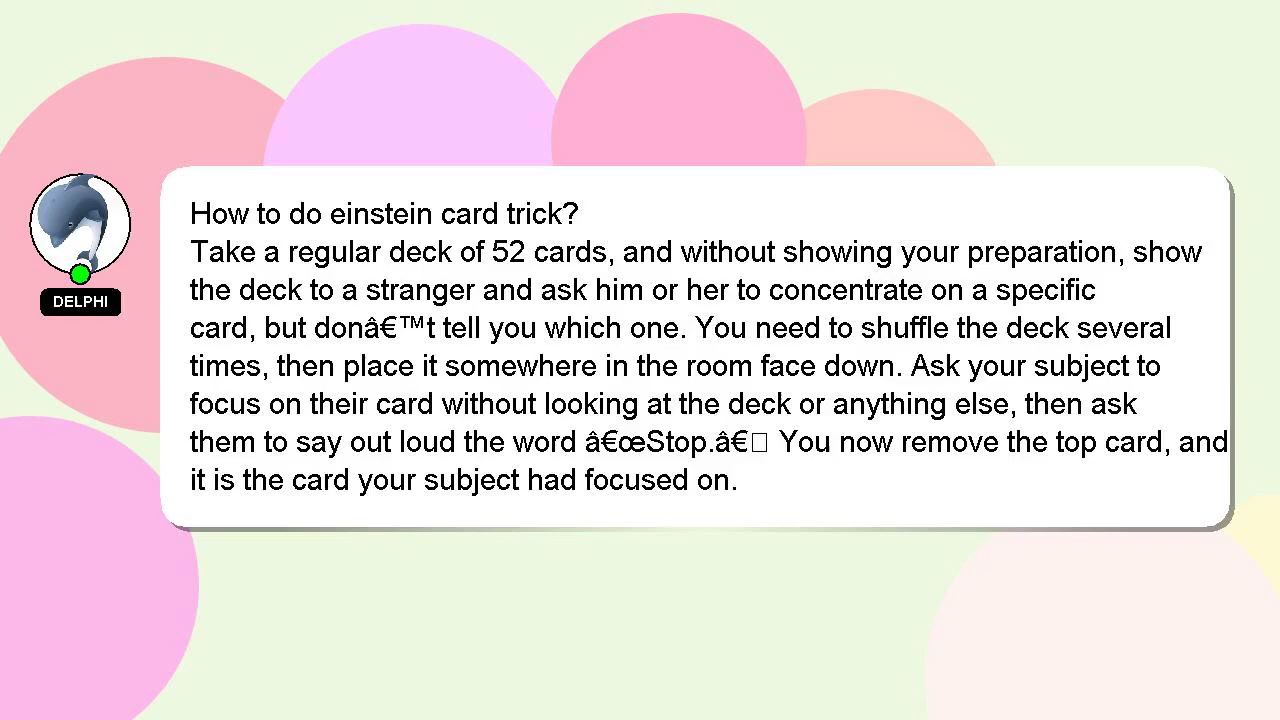 How to do einstein card trick?
Take a regular deck of 52 cards, and without showing your preparation, show
the deck to a stranger and ask him or her to concentrate on a specific
card, but donâ€™t tell you which one. You need to shuffle the deck several
times, then place it somewhere in the room face down. Ask your subject to
focus on their card without looking at the deck or anything else, then ask
them to say out loud the word â€œStop.â€□ You now remove the top card, and
it is the card your subject had focused on.
DELPHI